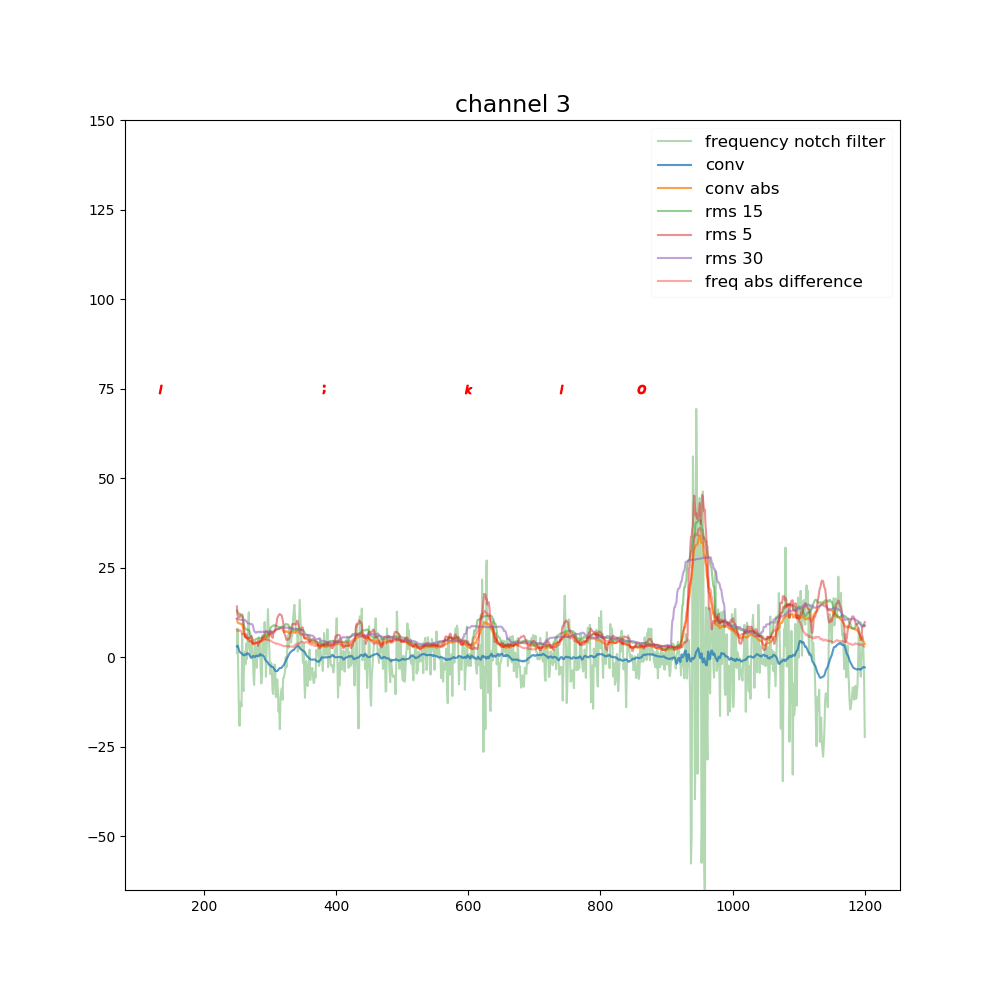 channel 3
150
125
100
75
50
25
0
−25
−50
frequency notch filter
conv
conv abs
rms 15
rms 5
rms 30
freq abs difference
l ; k l o
200 400 600 800 1000 1200